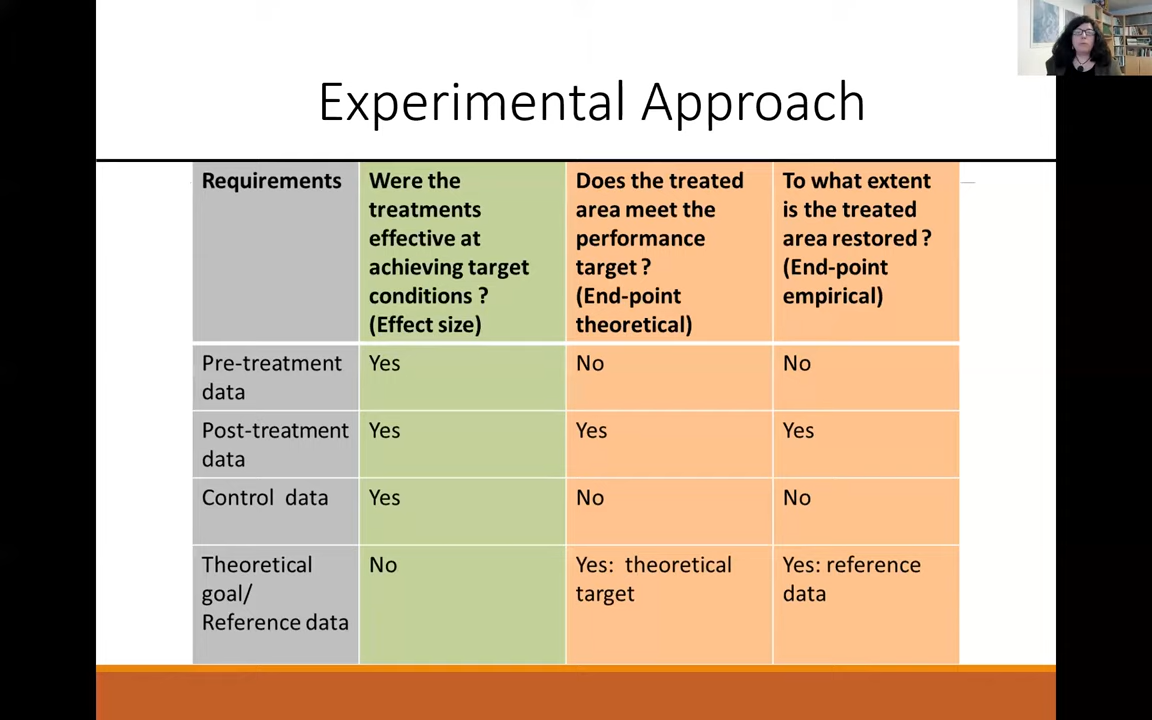 Experimental Approach
Requirements
Were the
treatments
effective at
achieving target
conditions ?
(Effect size)
Does the treated
area meet the
performance
target ?
(End-point
theoretical)
To what extent
is the treated
area restored ?
(End-point
empirical)
Pre-treatment
data
Yes
No
No
Post-treatment
data
Yes
Yes
Yes
Control data
Yes
No
No
Theoretical
goal/
Reference data
No
Yes: theoretical
target
Yes: reference
data